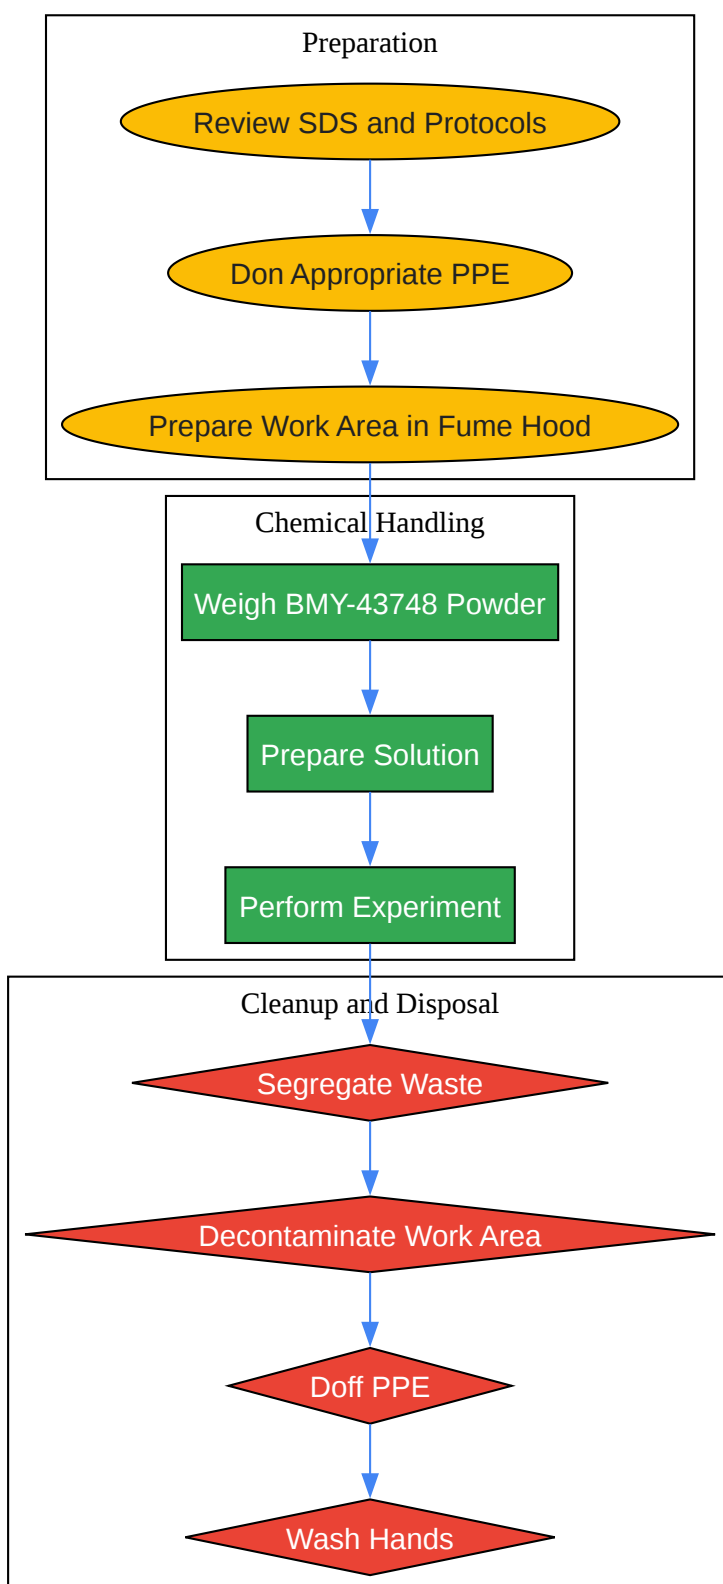 Preparation
Review SDS and Protocols
Don Appropriate PPE
Prepare Work Area in Fume Hood
Chemical Handling
Weigh BMY-43748 Powder
Prepare Solution
Perform Experiment
Cleanup and Disposal
Segregate Waste
Decontaminate Work Area
Doff PPE
Wash Hands